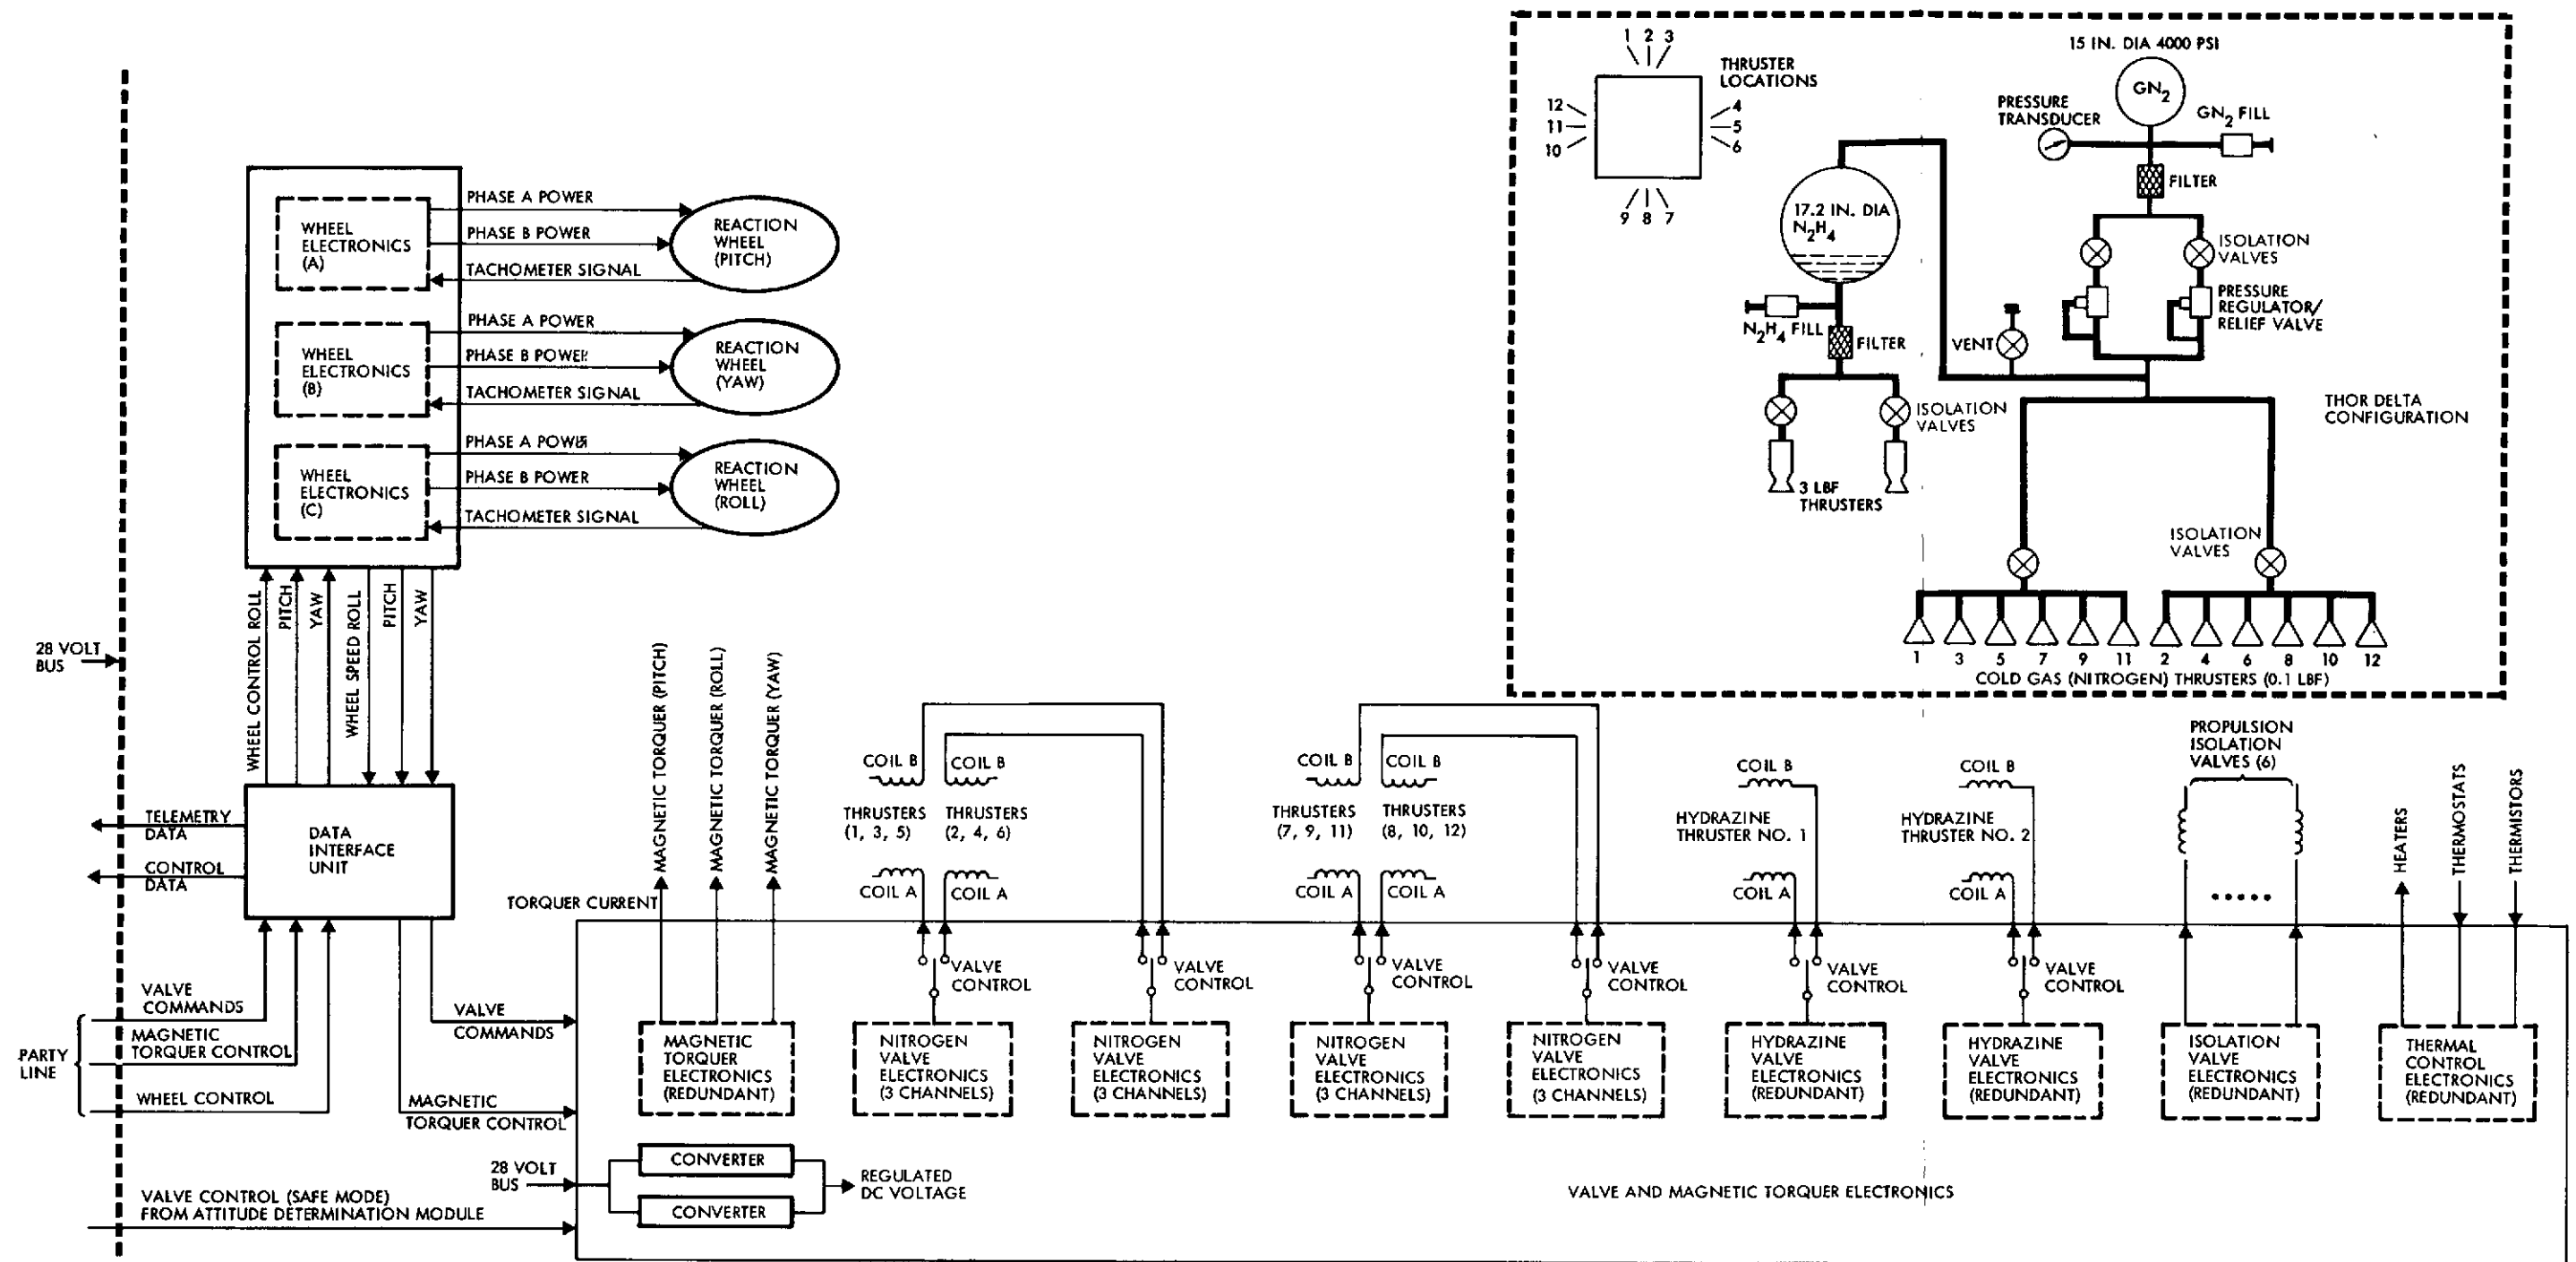 1 2 3
12
11
10
4
5
6
9 8 7
THRUSTER
LOCATIONS
15 IN. DIA 4000 PSI
GN2
PRESSURE
TRANSDUCER
GN2 FILL
FILTER
ISOLATION
VALVES
PRESSURE
REGULATOR/
RELIEF VALVE
VENT
17.2 IN. DIA
N2H4
N2H4 FILL
FILTER
ISOLATION
VALVES
3 LBF
THRUSTERS
THOR DELTA
CONFIGURATION
ISOLATION
VALVES
1 3 5 7 9 11 2 4 6 8 10 12
COLD GAS (NITROGEN) THRUSTERS (0.1 LBF)
WHEEL
ELECTRONICS
(A)
PHASE A POWER
PHASE B POWER
TACHOMETER SIGNAL
REACTION
WHEEL
(PITCH)
WHEEL
ELECTRONICS
(B)
PHASE A POWER
PHASE B POWER
TACHOMETER SIGNAL
REACTION
WHEEL
(YAW)
WHEEL
ELECTRONICS
(C)
PHASE A POWER
PHASE B POWER
TACHOMETER SIGNAL
REACTION
WHEEL
(ROLL)
28 VOLT
BUS
WHEEL CONTROL ROLL
PITCH
YAW
WHEEL SPEED ROLL
PITCH
YAW
TELEMETRY
DATA
CONTROL
DATA
DATA
INTERFACE
UNIT
PARTY
LINE
VALVE
COMMANDS
MAGNETIC
TORQUER CONTROL
WHEEL CONTROL
VALVE
COMMANDS
MAGNETIC
TORQUER CONTROL
VALVE CONTROL (SAFE MODE)
FROM ATTITUDE DETERMINATION MODULE
28 VOLT
BUS
CONVERTER
CONVERTER
REGULATED
DC VOLTAGE
TORQUER CURRENT
MAGNETIC TORQUER (PITCH)
MAGNETIC TORQUER (ROLL)
MAGNETIC TORQUER (YAW)
COIL B
COIL B
THRUSTERS
(1, 3, 5)
THRUSTERS
(2, 4, 6)
COIL A
COIL A
COIL B
COIL B
THRUSTERS
(7, 9, 11)
THRUSTERS
(8, 10, 12)
COIL A
COIL A
COIL B
HYDRAZINE
THRUSTER NO. 1
COIL A
COIL B
HYDRAZINE
THRUSTER NO. 2
COIL A
PROPULSION
ISOLATION
VALVES (6)
HEATERS
THERMOSTATS
THERMISTORS
VALVE
CONTROL
VALVE
CONTROL
VALVE
CONTROL
VALVE
CONTROL
VALVE
CONTROL
VALVE
CONTROL
MAGNETIC
TORQUER
ELECTRONICS
(REDUNDANT)
NITROGEN
VALVE
ELECTRONICS
(3 CHANNELS)
NITROGEN
VALVE
ELECTRONICS
(3 CHANNELS)
NITROGEN
VALVE
ELECTRONICS
(3 CHANNELS)
NITROGEN
VALVE
ELECTRONICS
(3 CHANNELS)
HYDRAZINE
VALVE
ELECTRONICS
(REDUNDANT)
HYDRAZINE
VALVE
ELECTRONICS
(REDUNDANT)
ISOLATION
VALVE
ELECTRONICS
(REDUNDANT)
THERMAL
CONTROL
ELECTRONICS
(REDUNDANT)
VALVE AND MAGNETIC TORQUER ELECTRONICS